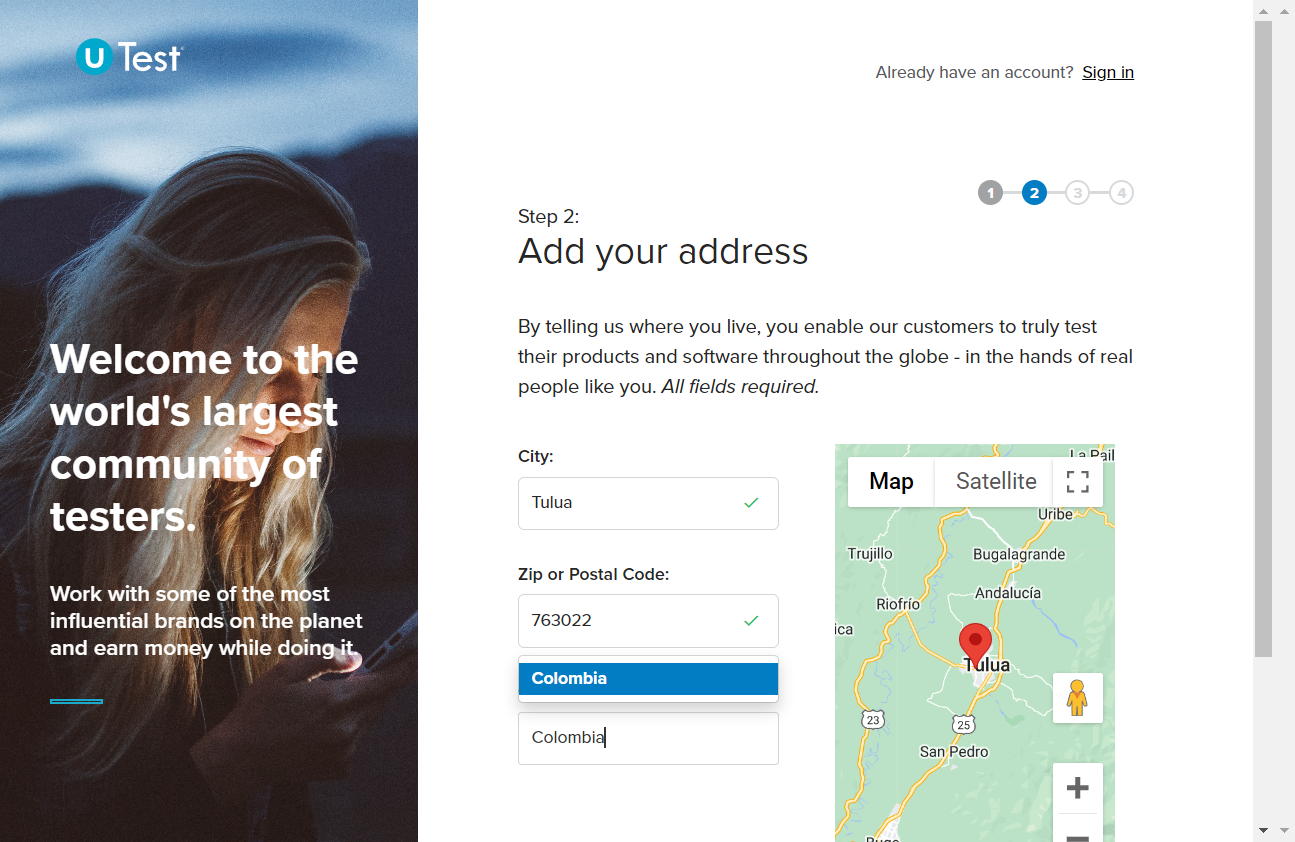 U Test
Already have an account? Sign in
1 2 3 4
Step 2:
Add your address
Welcome to the
world's largest
community of
testers.
Work with some of the most
influential brands on the planet
and earn money while doing it.
By telling us where you live, you enable our customers to truly test
their products and software throughout the globe - in the hands of real
people like you. All fields required.
City:
Tulua
Zip or Postal Code:
763022
Colombia
Colombia
La Pail
Map Satellite
Uribe
Trujillo
Bugalagrande
Andalucía
Riofrío
ica
Tulua
23
25
San Pedro